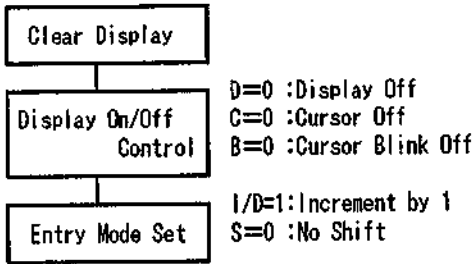 Clear Display
Display On/Off
Control
D=0 :Display Off
C=0 :Cursor Off
B=0 :Cursor Blink Off
Entry Mode Set
I/D=1:Increment by 1
S=0 :No Shift